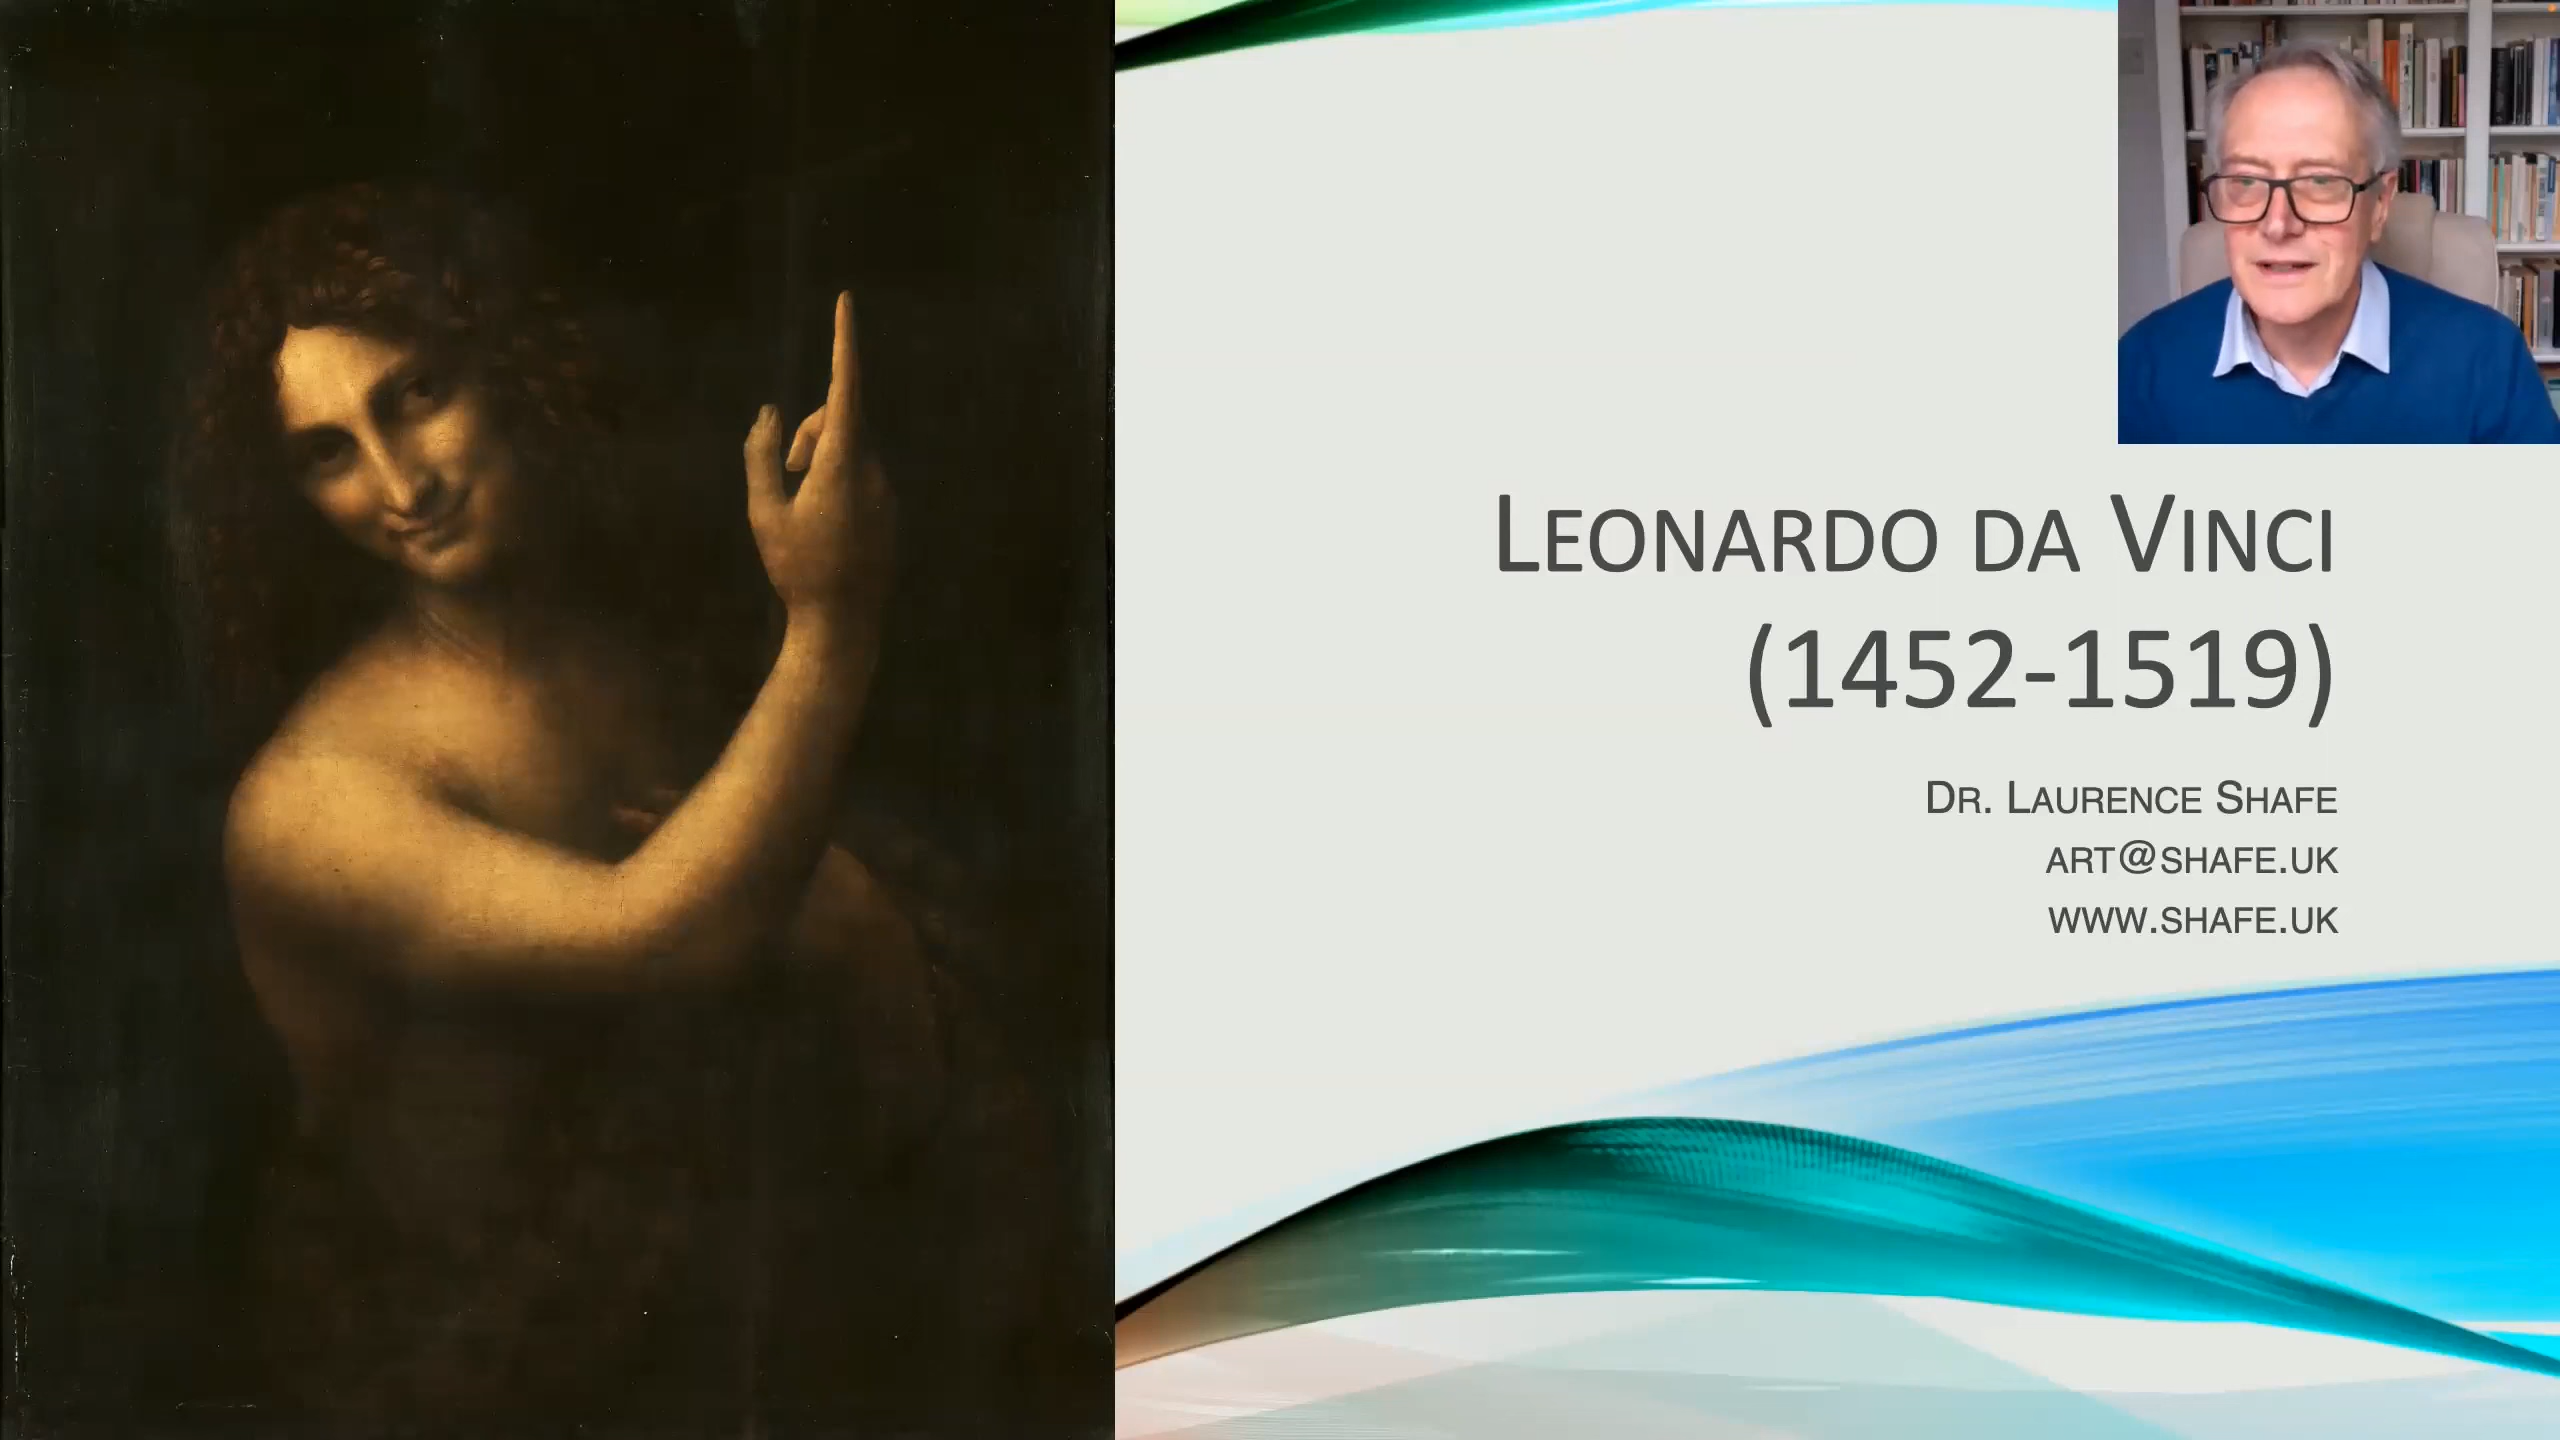 LEONARDO DA VINCI
(1452-1519)
DR. LAURENCE SHAFE
ART@SHAFE.UK
WWW.SHAFE.UK